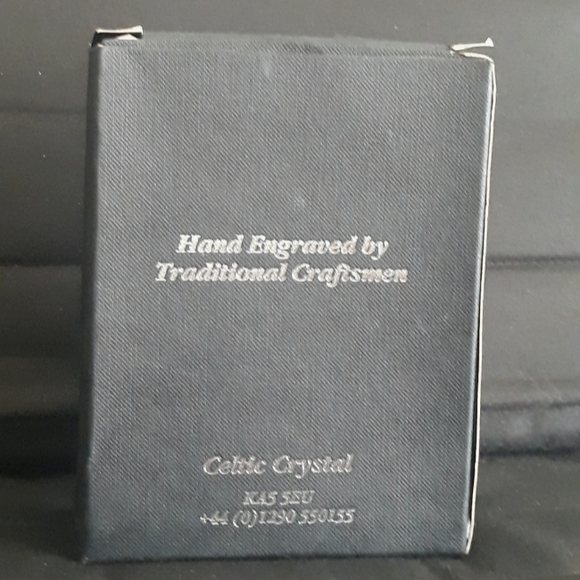 Hand Engraved by
Traditional Craftsmen
Celtic Crystal
KA5 5EU
+44 (0)1290 550155